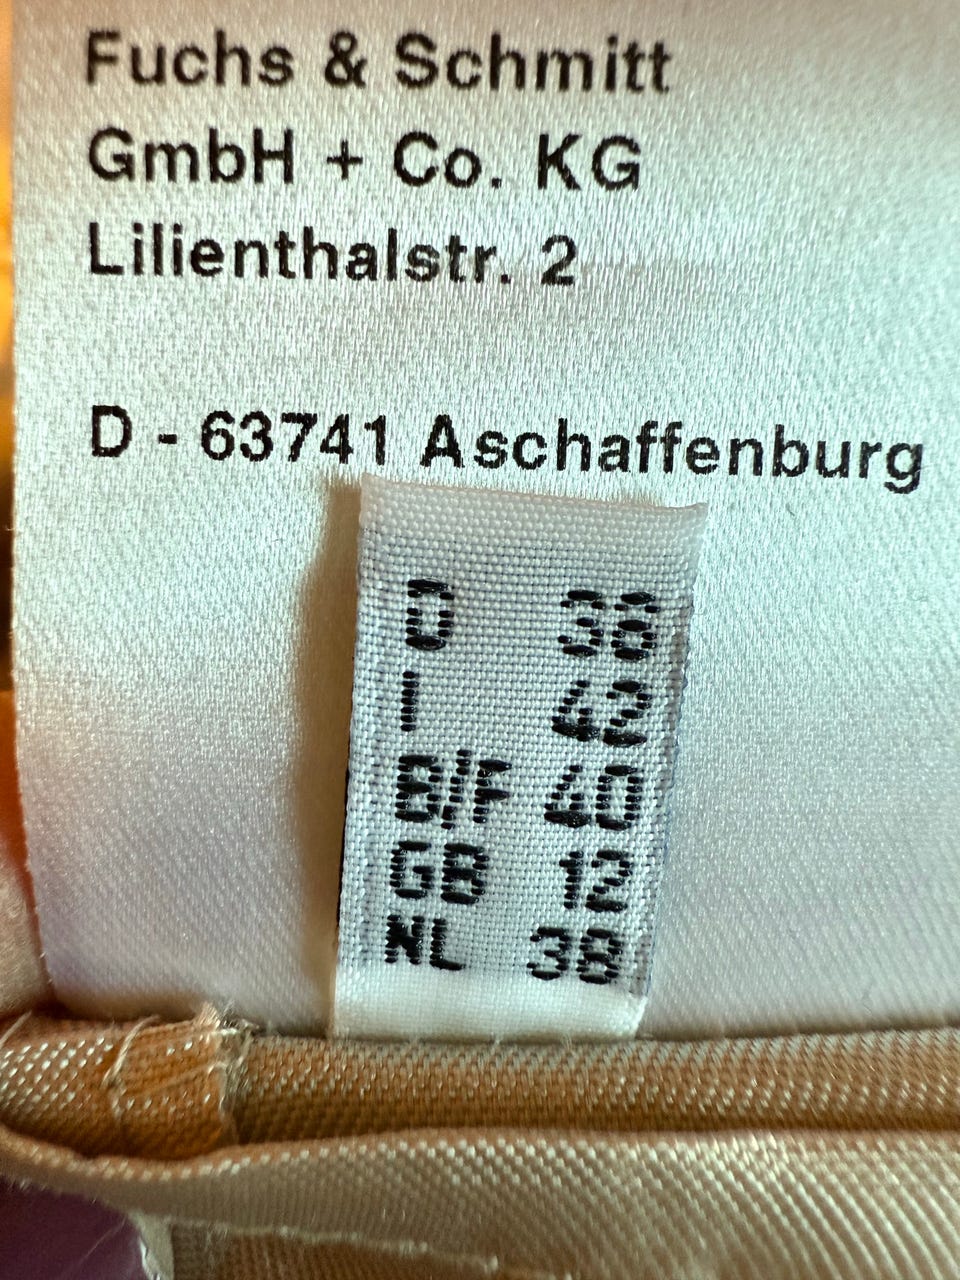 Fuchs & Schmitt
GmbH + Co. KG
Lilienthalstr. 2
D - 63741 Aschaffenburg
D 38
I 42
B/F 40
GB 12
NL 38